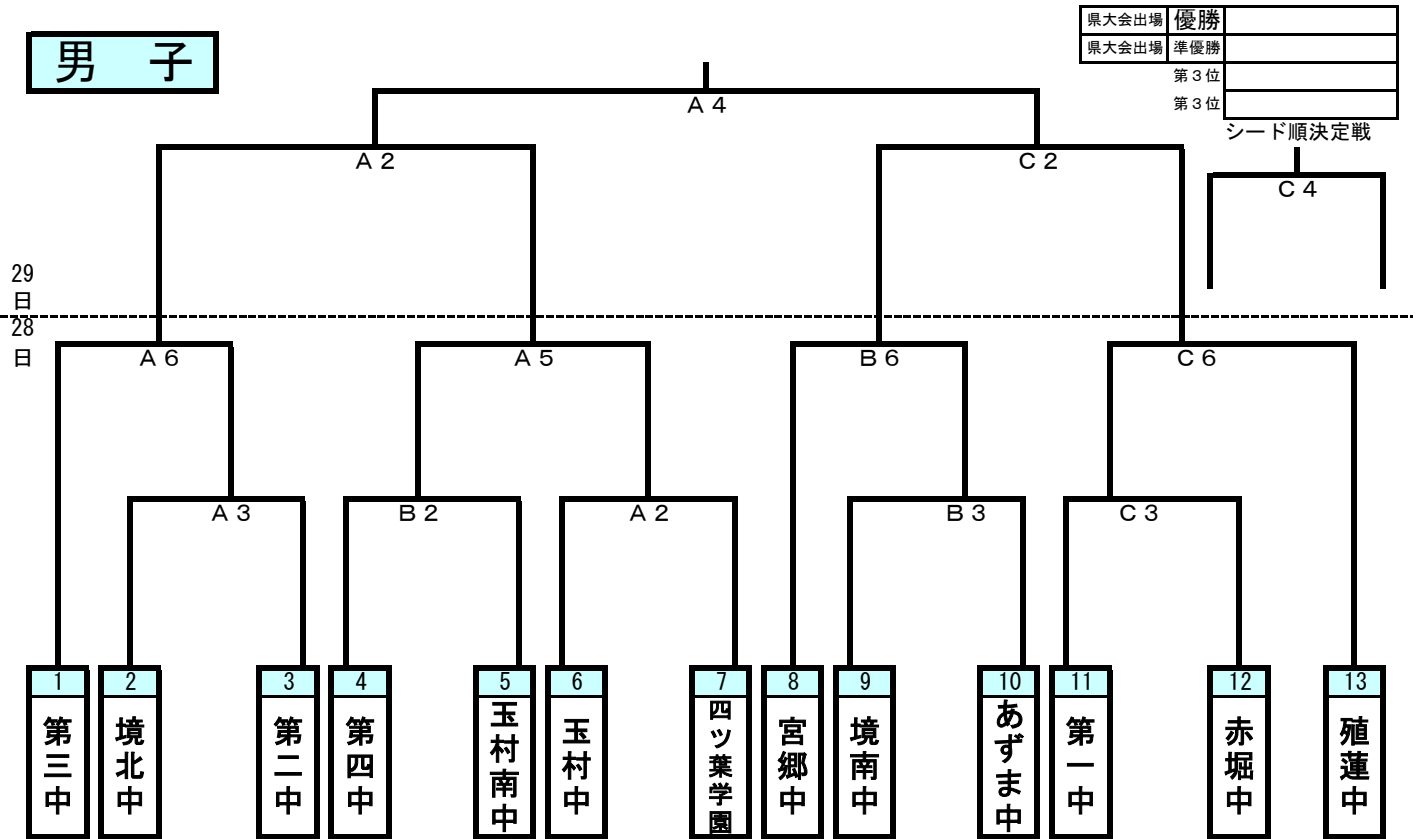 男　子
県大会出場 優勝
県大会出場 準優勝
第３位
第３位
シード順決定戦
Ａ４
Ａ２
Ｃ２
Ｃ４
29
日
28
日
Ａ６
Ａ５
Ｂ６
Ｃ６
Ａ３
Ｂ２
Ａ２
Ｂ３
Ｃ３
1
2
3
4
5
6
7
8
9
10
11
12
13
第三中
境北中
第二中
第四中
玉村南中
玉村中
四ツ葉学園
宮郷中
境南中
あずま中
第一中
赤堀中
殖蓮中